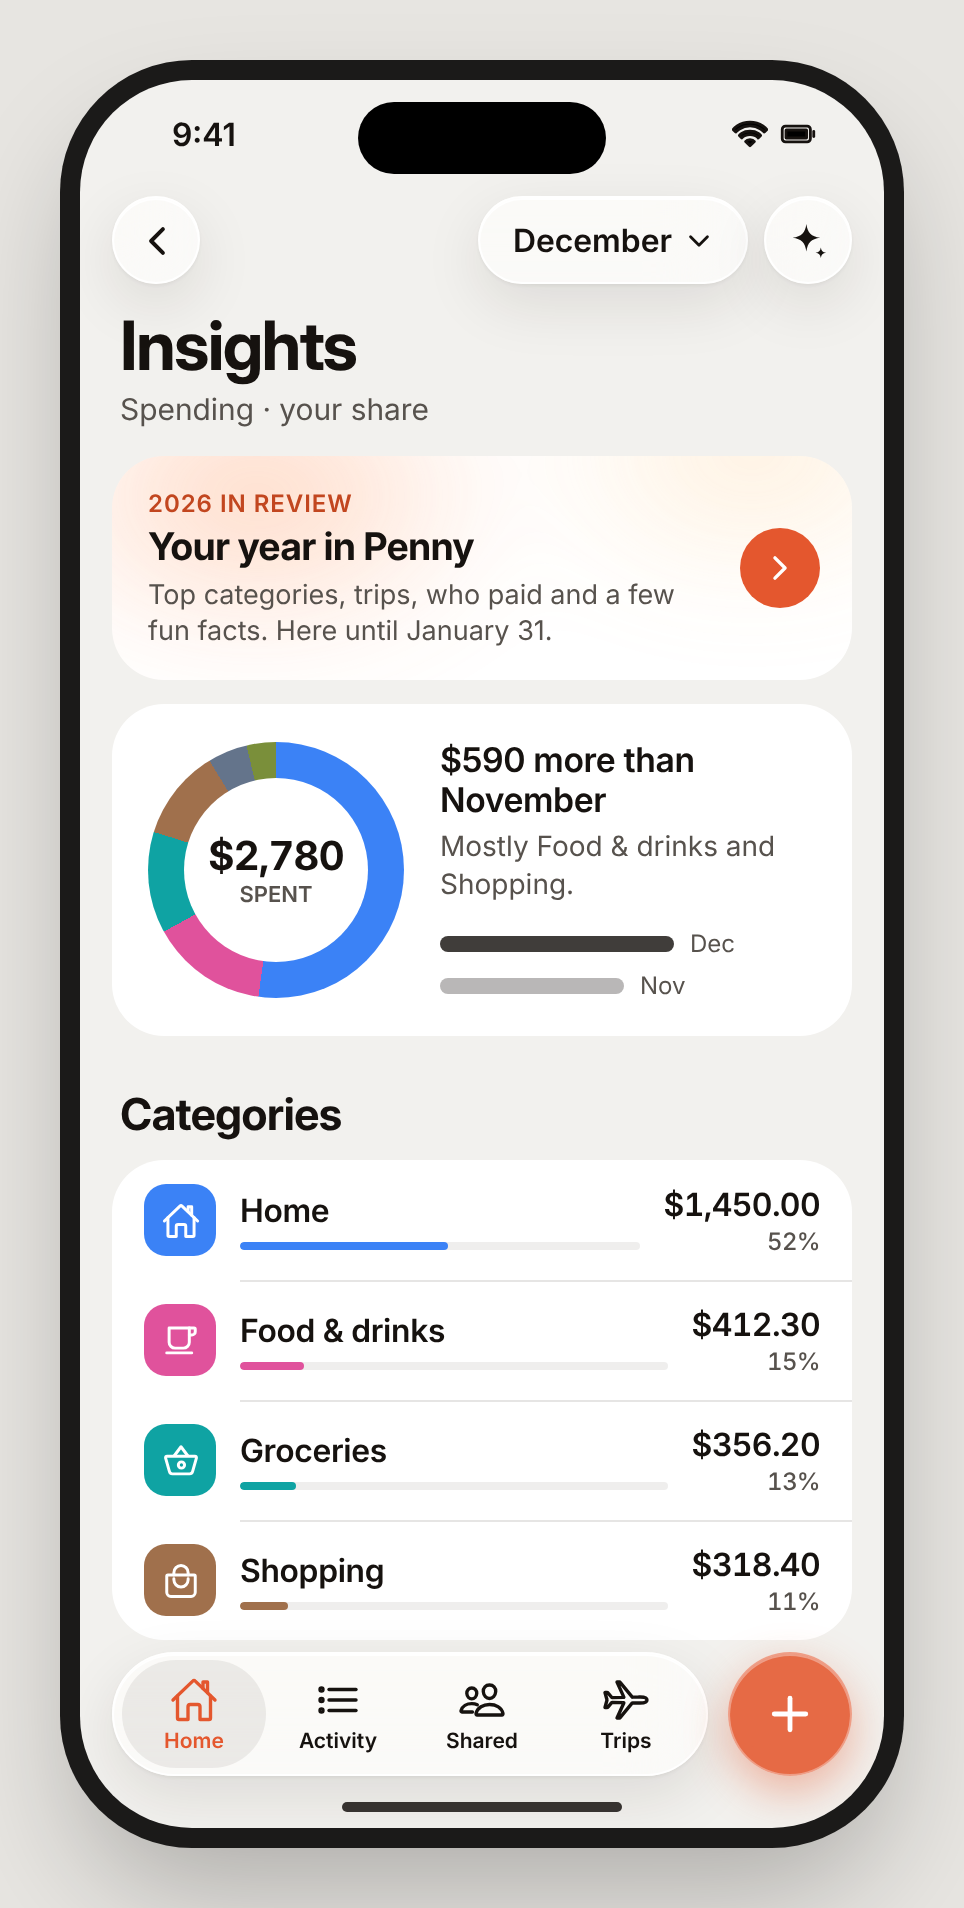 9:41
December
Insights
Spending · your share
2026 IN REVIEW
Your year in Penny
Top categories, trips, who paid and a few
fun facts. Here until January 31.
$2,780
SPENT
$590 more than
November
Mostly Food & drinks and
Shopping.
Dec
Nov
Categories
Home
$1,450.00
52%
Food & drinks
$412.30
15%
Groceries
$356.20
13%
Shopping
$318.40
11%
Home
Activity
Shared
Trips